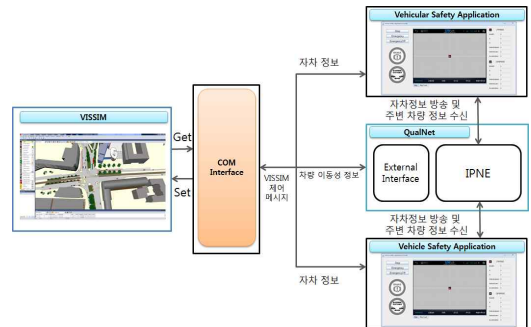 Vehicular Safety Application
자차 정보
자차정보 방송 및
주변 차량 정보 수신
VISSIM
Get
Set
COM
Interface
VISSIM
제어
메시지
차량 이동성 정보
QualNet
External
Interface
IPNE
자차정보 방송 및
주변 차량 정보 수신
Vehicle Safety Application
자차 정보